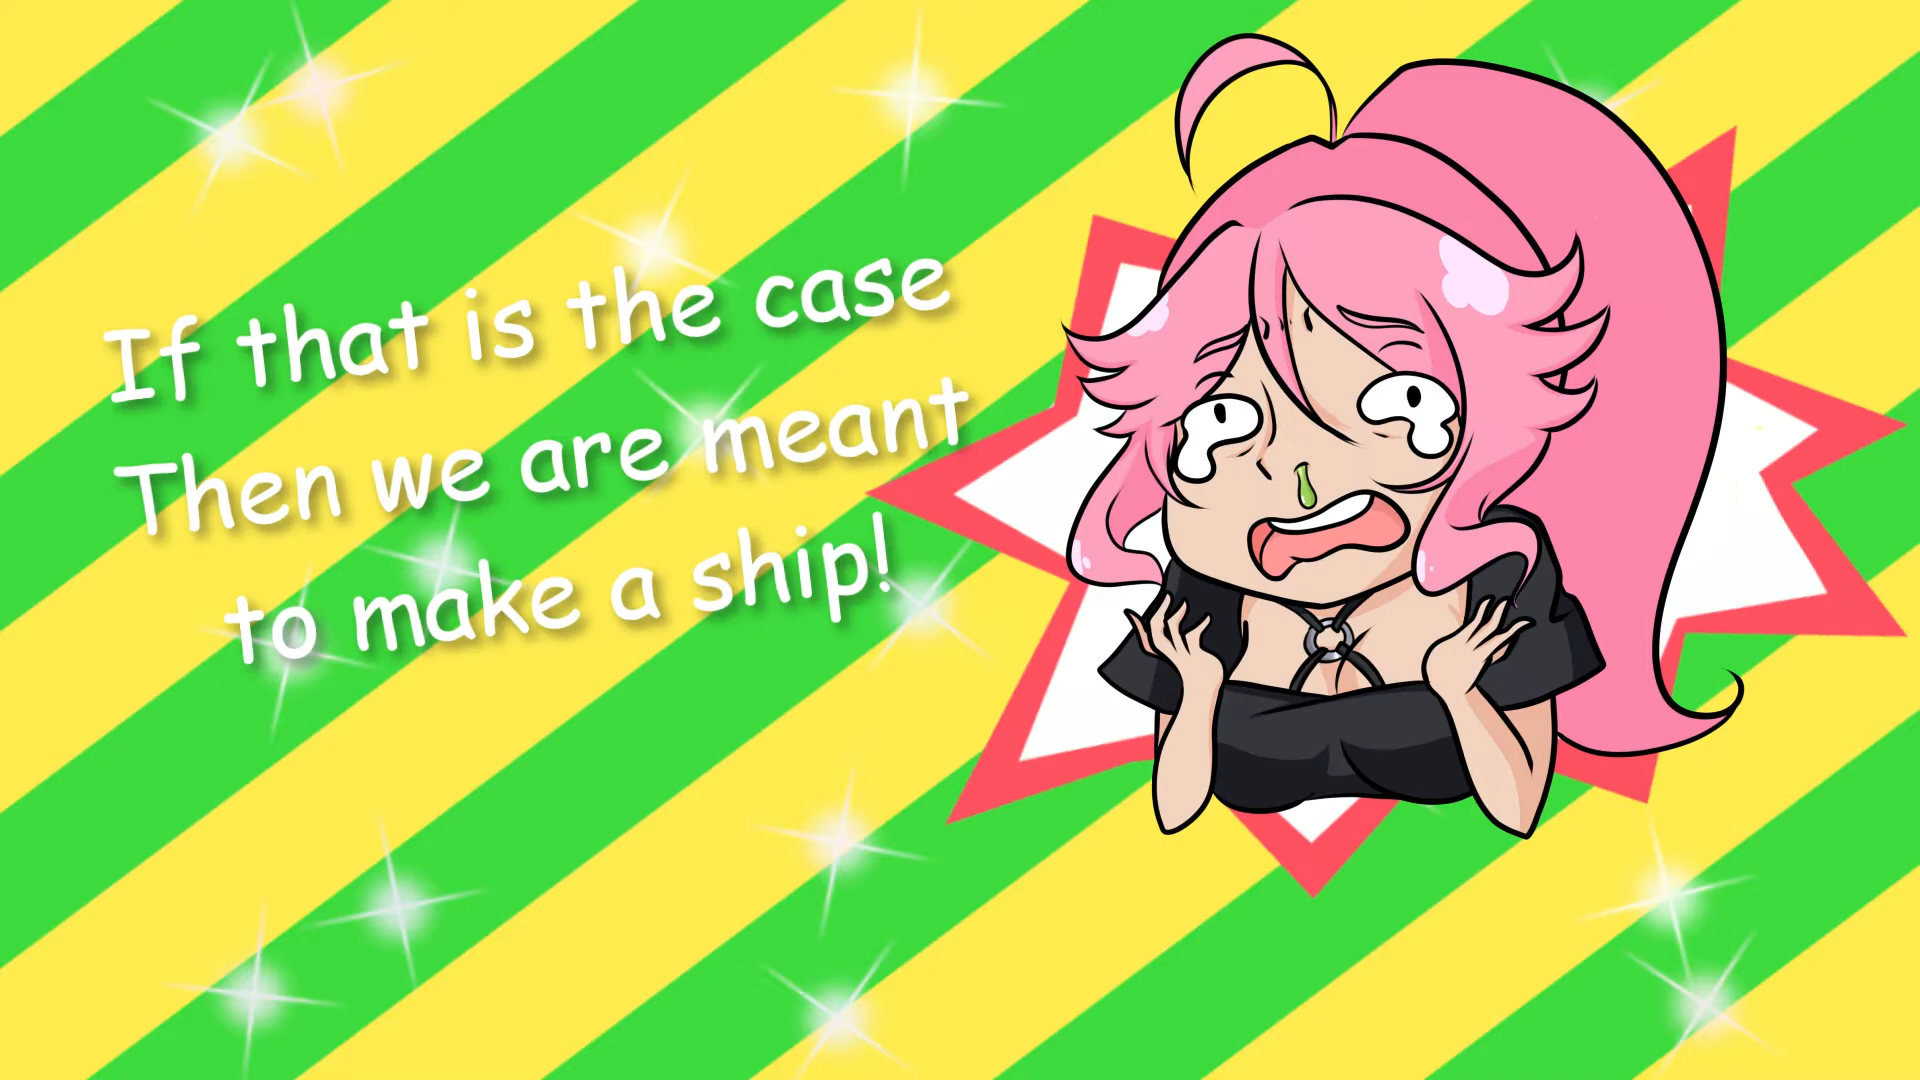 If that is the case
Then we are meant
to make a ship!